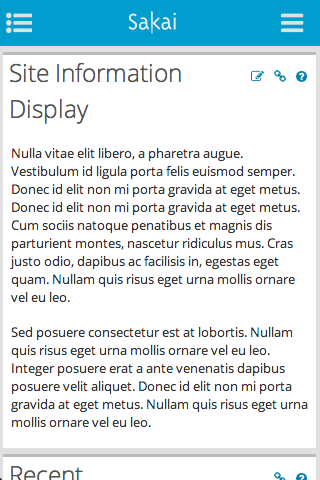 Sakai
Site Information
Display
Nulla vitae elit libero, a pharetra augue.
Vestibulum id ligula porta felis euismod semper.
Donec id elit non mi porta gravida at eget metus.
Donec id elit non mi porta gravida at eget metus.
Cum sociis natoque penatibus et magnis dis
parturient montes, nascetur ridiculus mus. Cras
justo odio, dapibus ac facilisis in, egestas eget
quam. Nullam quis risus eget urna mollis ornare
vel eu leo.
Sed posuere consectetur est at lobortis. Nullam
quis risus eget urna mollis ornare vel eu leo.
Integer posuere erat a ante venenatis dapibus
posuere velit aliquet. Donec id elit non mi porta
gravida at eget metus. Nullam quis risus eget urna
mollis ornare vel eu leo.
Recent